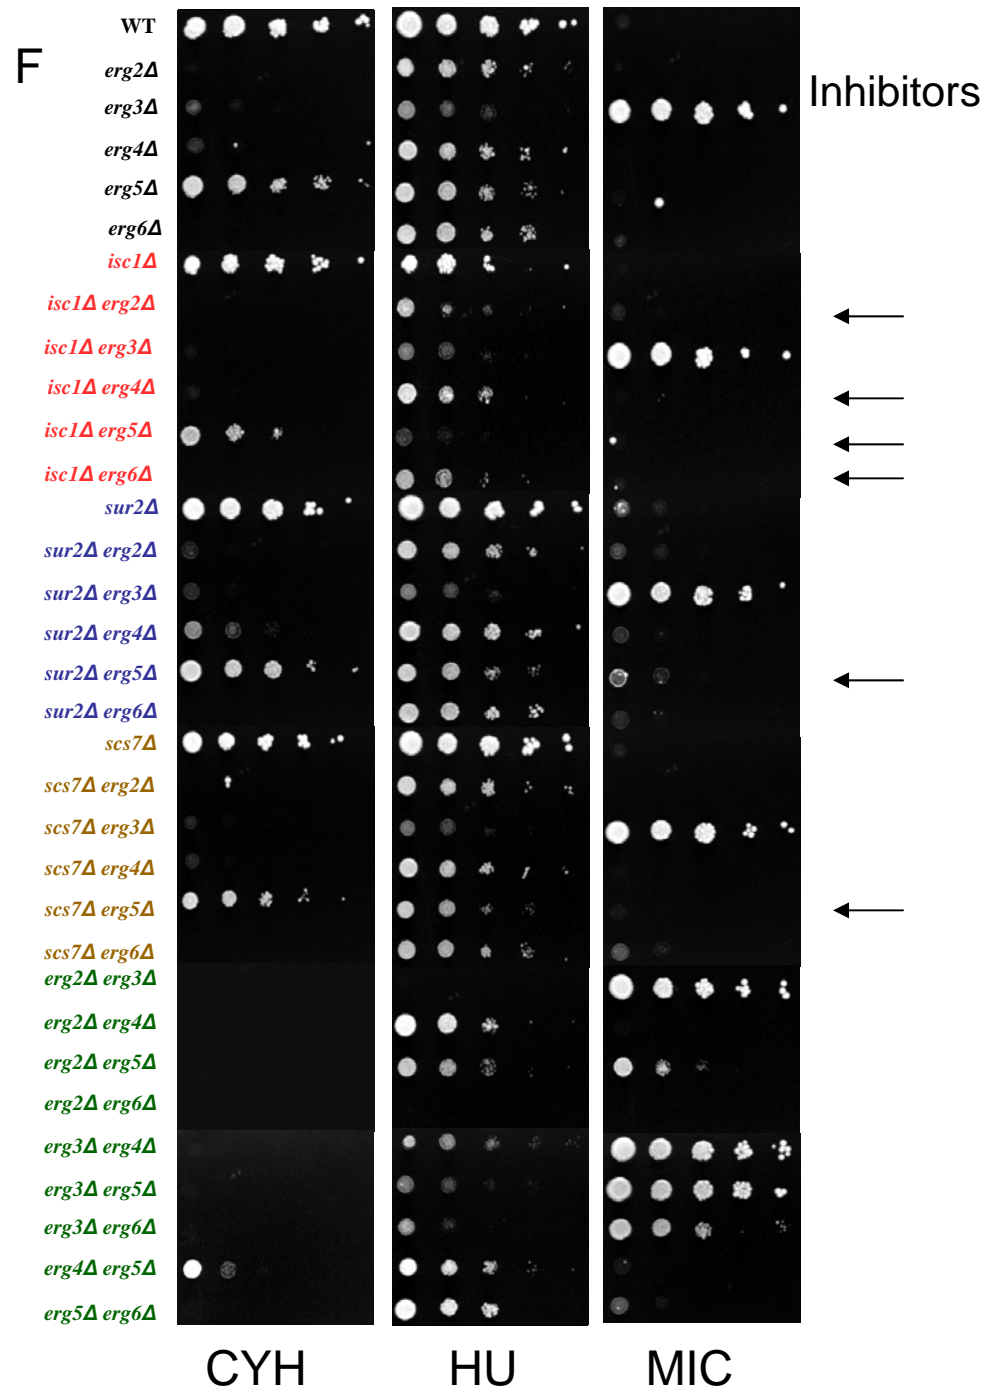 F
Inhibitors
WT
erg2Δ
erg3Δ
erg4Δ
erg5Δ
erg6Δ
isc1Δ
isc1Δ erg2Δ
isc1Δ erg3Δ
isc1Δ erg4Δ
isc1Δ erg5Δ
isc1Δ erg6Δ
sur2Δ
sur2Δ erg2Δ
sur2Δ erg3Δ
sur2Δ erg4Δ
sur2Δ erg5Δ
sur2Δ erg6Δ
scs7Δ
scs7Δ erg2Δ
scs7Δ erg3Δ
scs7Δ erg4Δ
scs7Δ erg5Δ
scs7Δ erg6Δ
erg2Δ erg3Δ
erg2Δ erg4Δ
erg2Δ erg5Δ
erg2Δ erg6Δ
erg3Δ erg4Δ
erg3Δ erg5Δ
erg3Δ erg6Δ
erg4Δ erg5Δ
erg5Δ erg6Δ
CYH HU MIC